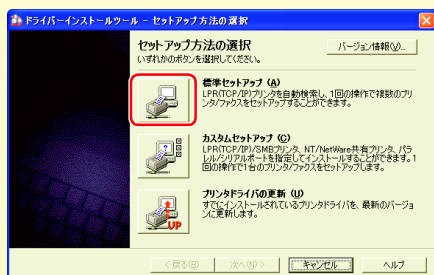 ドライバーインストールツール - セットアップ方法の選択
セットアップ方法の選択
いずれかのボタンを選択してください。
バージョン情報(V)...
標準セットアップ (A)
LPR(TCP/IP)プリンタを自動検索し、1回の操作で複数のプリ
ンタ/ファクスをセットアップすることができます。
カスタムセットアップ (C)
LPR(TCP/IP)/SMBプリンタ、NT/NetWare共有プリンタ、パラ
レル/シリアルポートを指定してインストールすることができます。1
回の操作で1台のプリンタ/ファクスをセットアップします。
プリンタドライバの更新 (U)
すでにインストールされているプリンタドライバを、最新のバージョ
ンに更新します。
UP
< 戻る(B)
次へ(N) >
キャンセル
ヘルプ